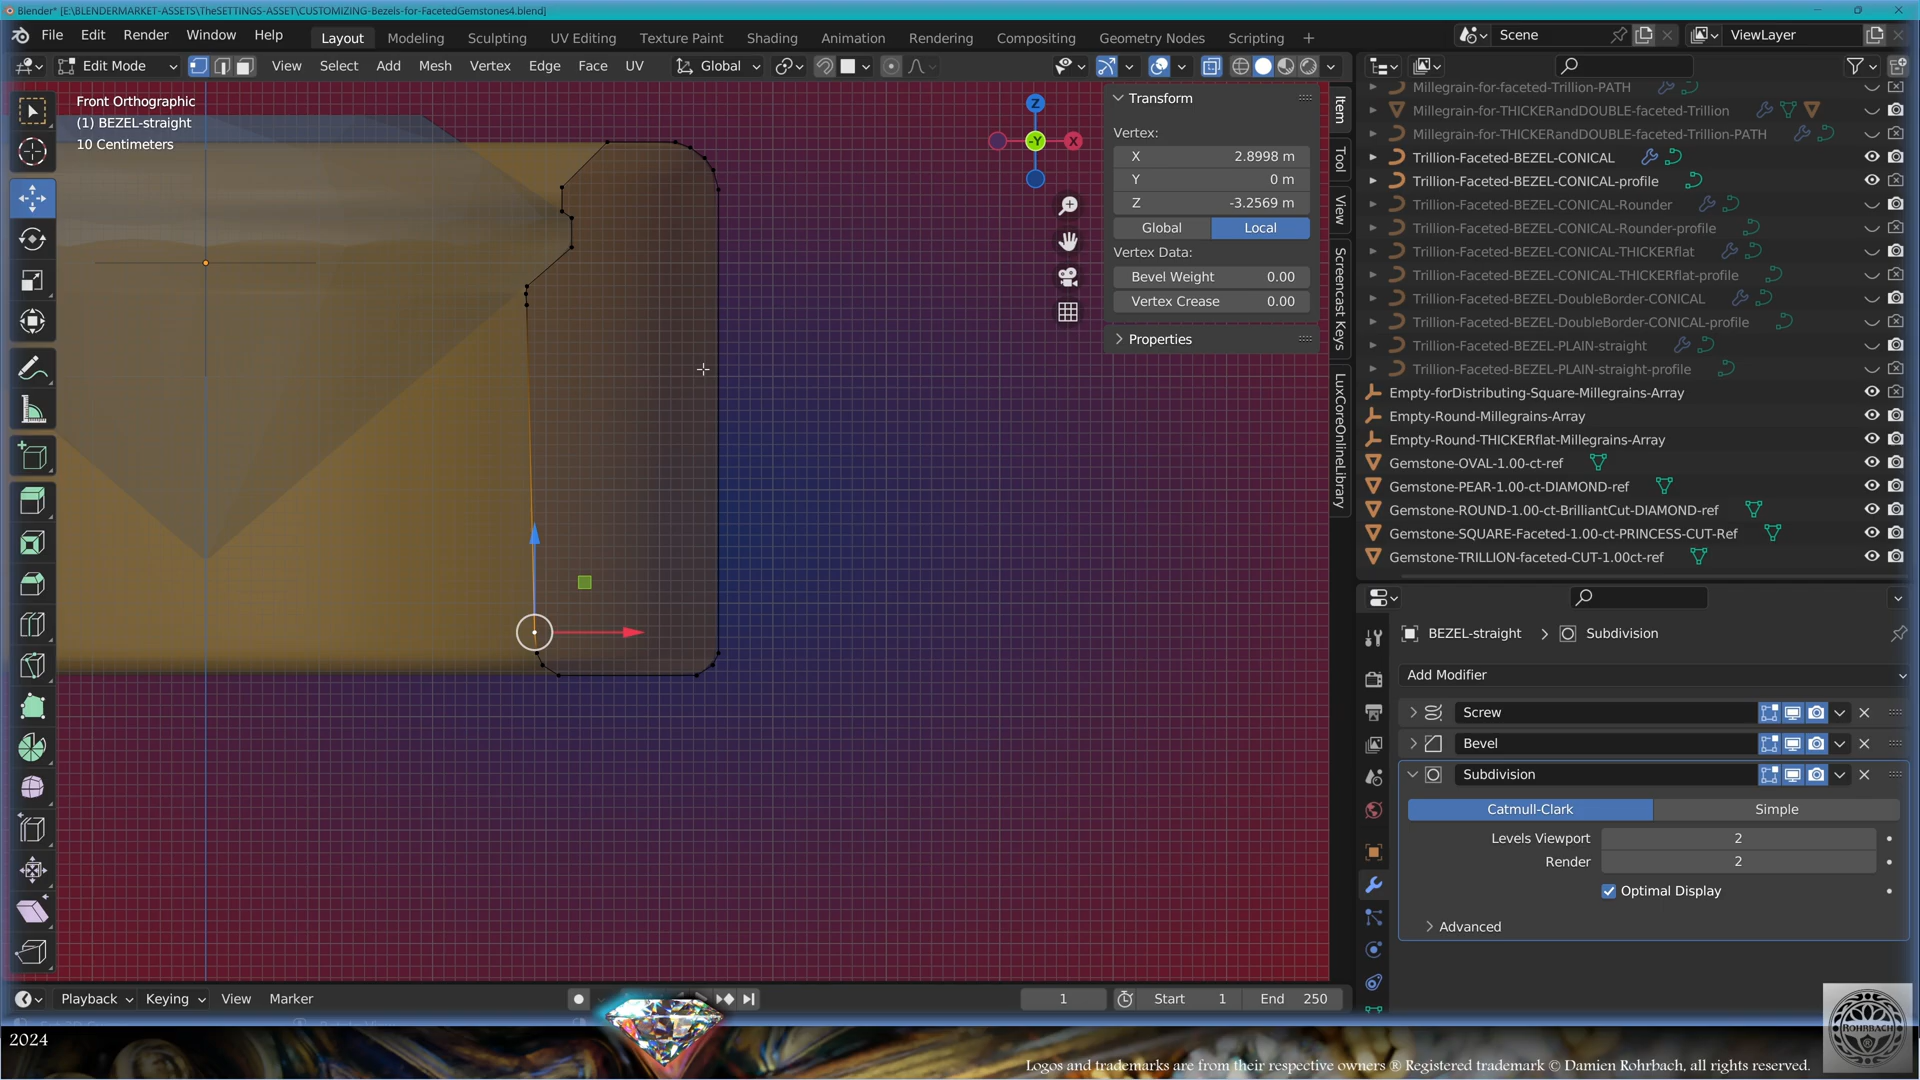 Blender* [E:\BLENDERMARKET-ASSETS\TheSETTINGS-ASSET\CUSTOMIZING-Bezels-for-FacetedGemstones4.blend]
File Edit Render Window Help
Layout Modeling Sculpting UV Editing Texture Paint Shading Animation Rendering Compositing Geometry Nodes Scripting +
Scene
ViewLayer
Edit Mode View Select Add Mesh Vertex Edge Face UV Global
Front Orthographic
(1) BEZEL-straight
10 Centimeters
Z
-Y
X
Transform
Vertex:
X 2.8998 m
Y 0 m
Z -3.2569 m
Global Local
Vertex Data:
Bevel Weight 0.00
Vertex Crease 0.00
Properties
Item
Tool
View
Screencast Keys
LuxCoreOnlineLibrary
Millegrain-for-faceted-Trillion-PATH
Millegrain-for-THICKERandDOUBLE-faceted-Trillion
Millegrain-for-THICKERandDOUBLE-faceted-Trillion-PATH
Trillion-Faceted-BEZEL-CONICAL
Trillion-Faceted-BEZEL-CONICAL-profile
Trillion-Faceted-BEZEL-CONICAL-Rounder
Trillion-Faceted-BEZEL-CONICAL-Rounder-profile
Trillion-Faceted-BEZEL-CONICAL-THICKERflat
Trillion-Faceted-BEZEL-CONICAL-THICKERflat-profile
Trillion-Faceted-BEZEL-DoubleBorder-CONICAL
Trillion-Faceted-BEZEL-DoubleBorder-CONICAL-profile
Trillion-Faceted-BEZEL-PLAIN-straight
Trillion-Faceted-BEZEL-PLAIN-straight-profile
Empty-forDistributing-Square-Millegrains-Array
Empty-Round-Millegrains-Array
Empty-Round-THICKERflat-Millegrains-Array
Gemstone-OVAL-1.00-ct-ref
Gemstone-PEAR-1.00-ct-DIAMOND-ref
Gemstone-ROUND-1.00-ct-BrilliantCut-DIAMOND-ref
Gemstone-SQUARE-Faceted-1.00-ct-PRINCESS-CUT-Ref
Gemstone-TRILLION-faceted-CUT-1.00ct-ref
BEZEL-straight > Subdivision
Add Modifier
Screw
Bevel
Subdivision
Catmull-Clark Simple
Levels Viewport 2
Render 2
Optimal Display
Advanced
Playback Keying View Marker
1 Start 1 End 250
2024
ROHRBACH
®
Logos and trademarks are from their respective owners ® Registered trademark © Damien Rohrbach, all rights reserved.